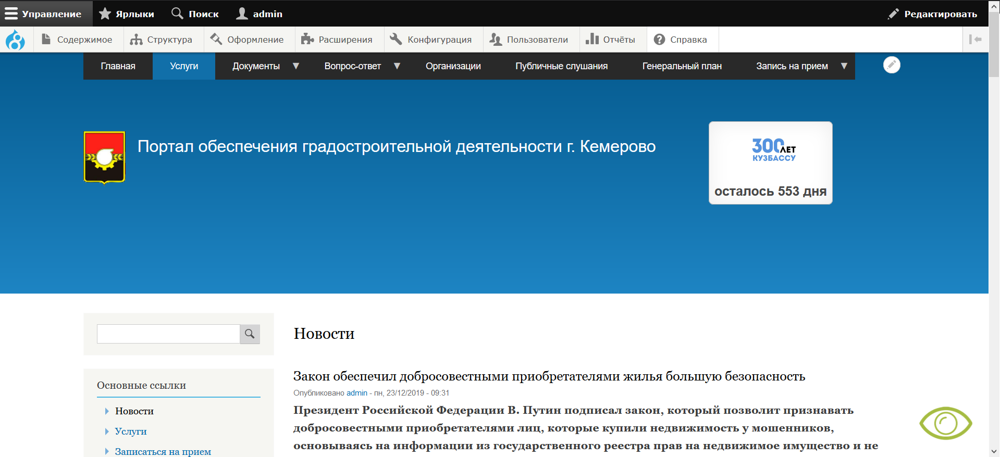 Управление Ярлыки Поиск admin Редактировать
Содержимое Структура Оформление Расширения Конфигурация Пользователи Отчёты Справка
Главная Услуги Документы Вопрос-ответ Организации Публичные слушания Генеральный план Запись на прием
Портал обеспечения градостроительной деятельности г. Кемерово
300 ЛЕТ
КУЗБАССУ
осталось 553 дня
Новости
Закон обеспечил добросовестными приобретателями жилья большую безопасность
Опубликовано admin - пн, 23/12/2019 - 09:31
Президент Российской Федерации В. Путин подписал закон, который позволит признавать
добросовестными приобретателями лиц, которые купили недвижимость у мошенников,
основываясь на информации из государственного реестра прав на недвижимое имущество и не
Основные ссылки
Новости
Услуги
Записаться на прием